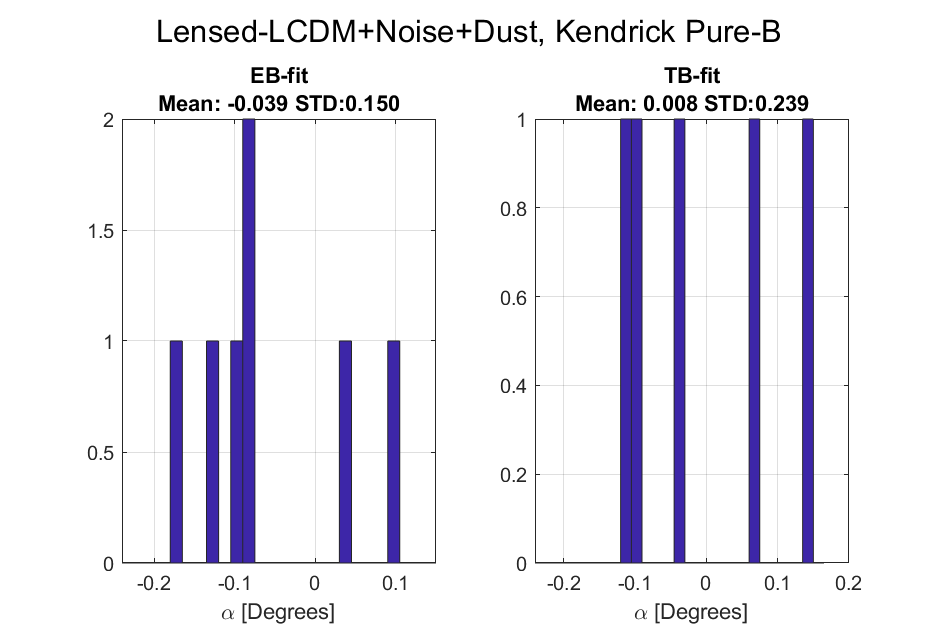 Lensed-LCDM+Noise+Dust, Kendrick Pure-B
EB-fit
Mean: -0.039 STD:0.150
2
1.5
1
0.5
0
-0.2
-0.1
0
0.1
α [Degrees]
TB-fit
Mean: 0.008 STD:0.239
1
0.8
0.6
0.4
0.2
0
-0.2
-0.1
0
0.1
0.2
α [Degrees]